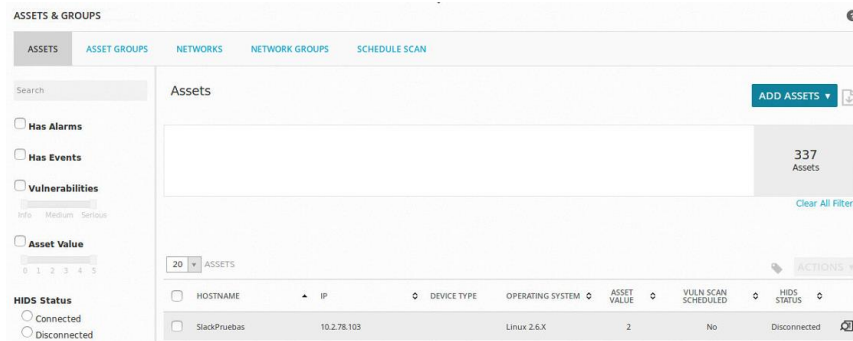 ASSETS & GROUPS
ASSETS ASSET GROUPS NETWORKS NETWORK GROUPS SCHEDULE SCAN
Search
Has Alarms
Has Events
Vulnerabilities
Info Medium Serious
Asset Value
0 1 2 3 4 5
HIDS Status
Connected
Disconnected
Assets
ADD ASSETS
337
Assets
Clear All Filter
20 ASSETS
ACTIONS
HOSTNAME IP DEVICE TYPE OPERATING SYSTEM ASSET VALUE VULN SCAN SCHEDULED HIDS STATUS
SlackPruebas 10.2.78.103 Linux 2.6.X 2 No Disconnected